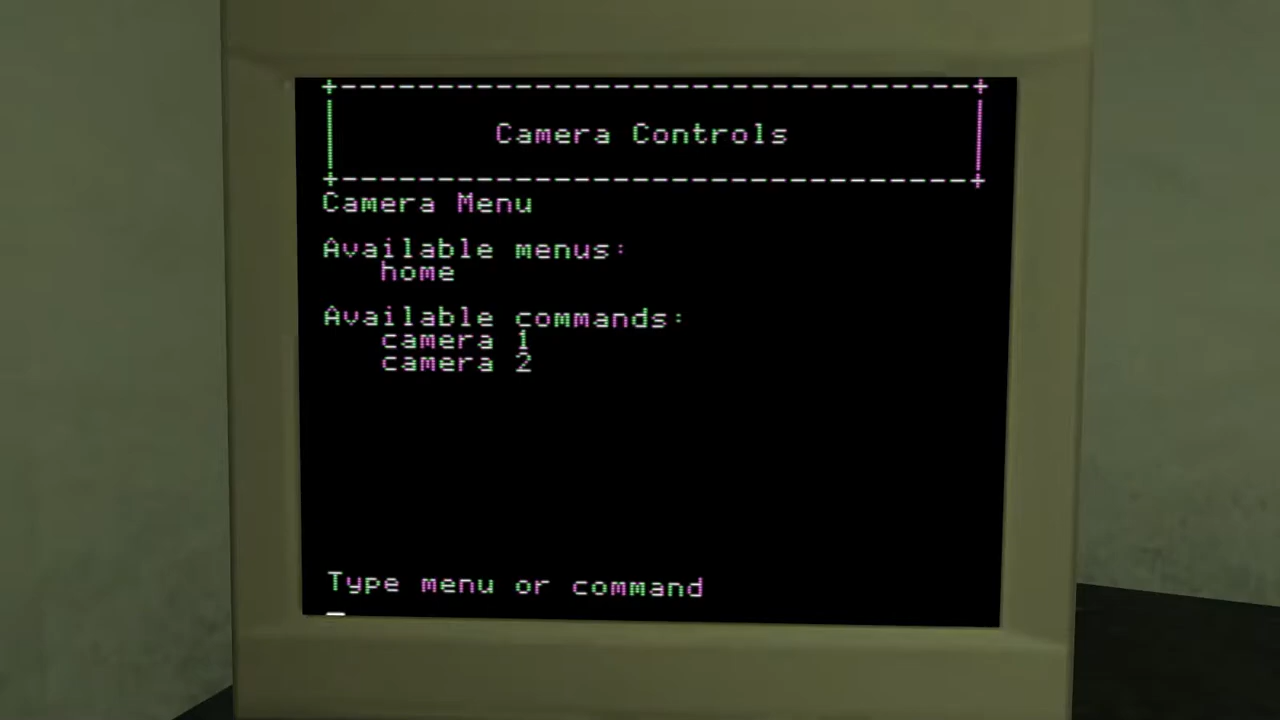 Camera Controls
Camera Menu
Available menus:
home
Available commands:
camera 1
camera 2
Type menu or command